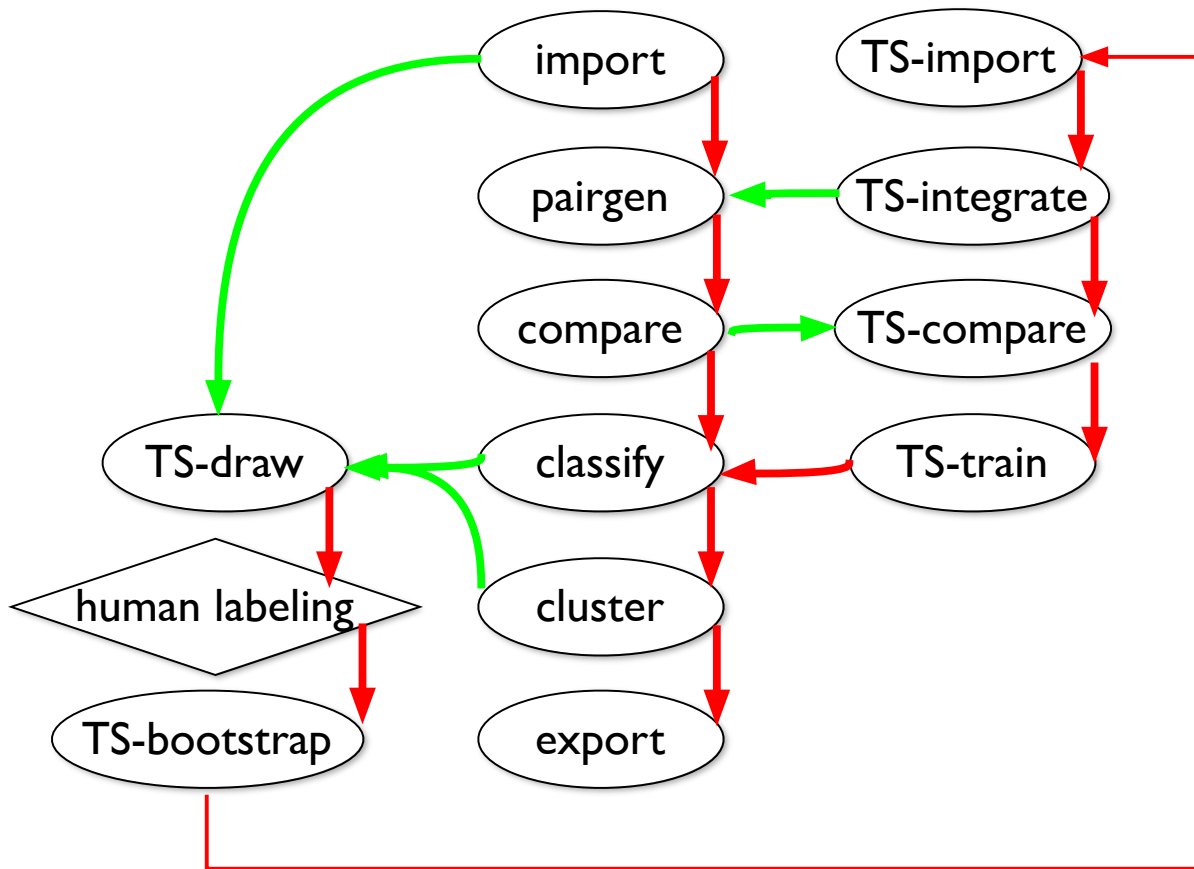 import
TS-import
pairgen
TS-integrate
compare
TS-compare
TS-draw
classify
TS-train
human labeling
cluster
TS-bootstrap
export